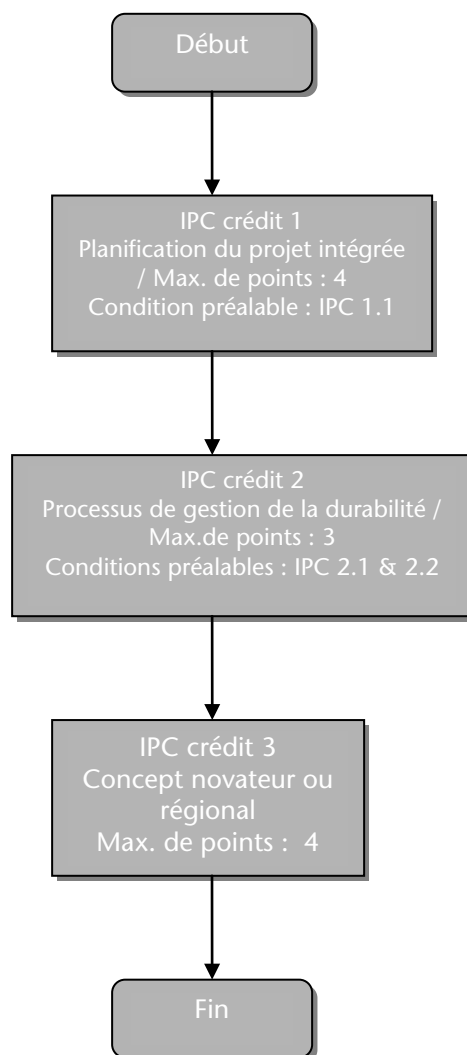 Début
IPC crédit 1
Planification du projet intégrée
/ Max. de points : 4
Condition préalable : IPC 1.1
IPC crédit 2
Processus de gestion de la durabilité /
Max.de points : 3
Conditions préalables : IPC 2.1 & 2.2
IPC crédit 3
Concept novateur ou
régional
Max. de points :  4
Fin